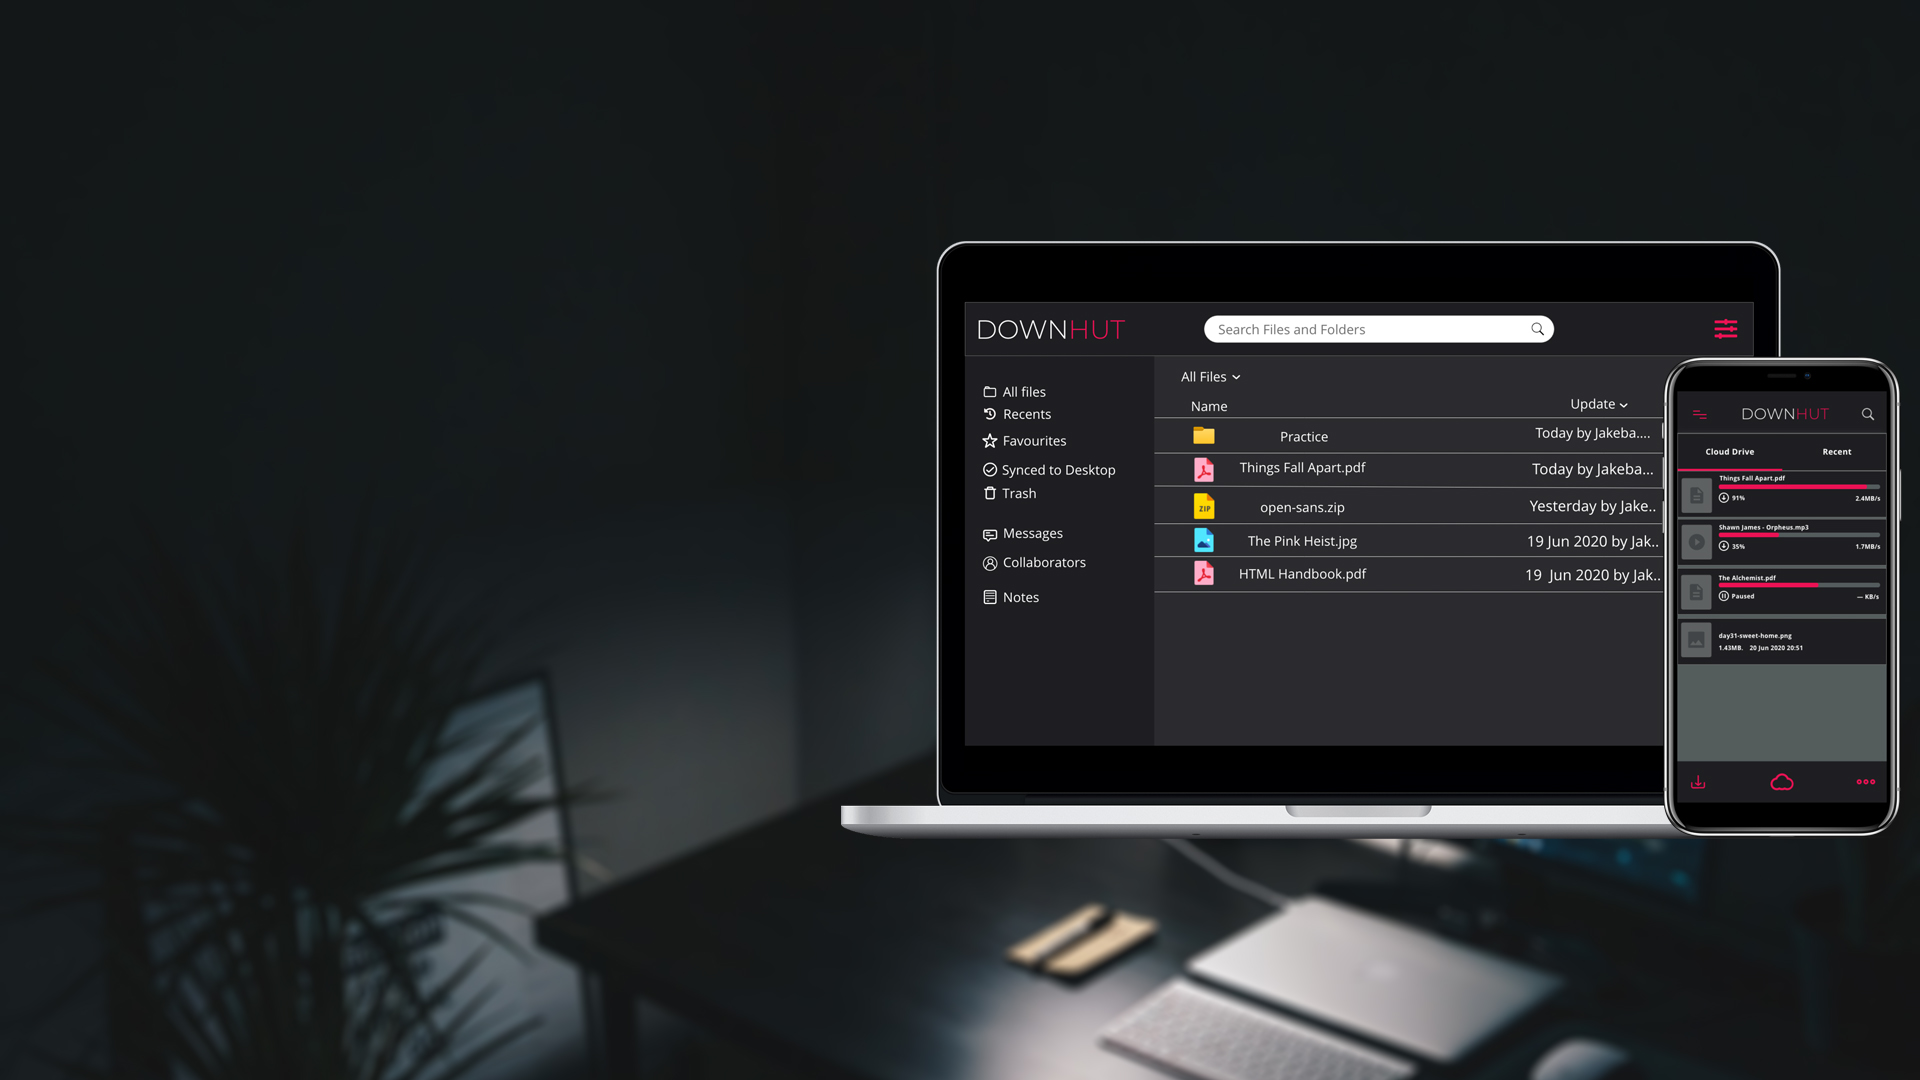 DOWNHUT
Search Files and Folders
All files
Recents
Favourites
Synced to Desktop
Trash
Messages
Collaborators
Notes
All Files
Name
Update
Practice
Today by Jakeba....
Things Fall Apart.pdf
Today by Jakeba...
ZIP
open-sans.zip
Yesterday by Jake..
The Pink Heist.jpg
19 Jun 2020 by Jak..
HTML Handbook.pdf
19 Jun 2020 by Jak..
DOWNHUT
Cloud Drive
Recent
Things Fall Apart.pdf
91%
2.4MB/s
Shawn James - Orpheus.mp3
35%
1.7MB/s
The Alchemist.pdf
Paused
--- KB/s
day31-sweet-home.png
1.43MB. 20 Jun 2020 20:51